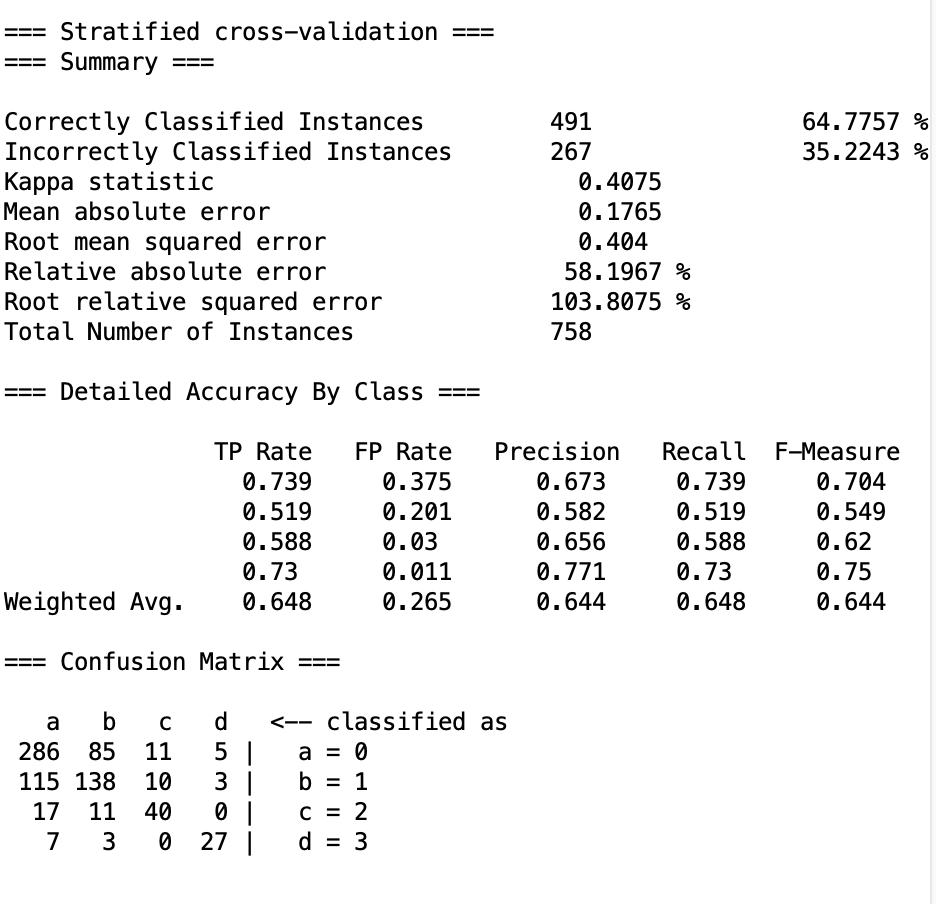 === Stratified cross-validation ===
=== Summary ===
Correctly Classified Instances 491 64.7757 %
Incorrectly Classified Instances 267 35.2243 %
Kappa statistic 0.4075
Mean absolute error 0.1765
Root mean squared error 0.404
Relative absolute error 58.1967 %
Root relative squared error 103.8075 %
Total Number of Instances 758
=== Detailed Accuracy By Class ===
TP Rate FP Rate Precision Recall F-Measure
0.739 0.375 0.673 0.739 0.704
0.519 0.201 0.582 0.519 0.549
0.588 0.03 0.656 0.588 0.62
0.73 0.011 0.771 0.73 0.75
Weighted Avg. 0.648 0.265 0.644 0.648 0.644
=== Confusion Matrix ===
a b c d <-- classified as
286 85 11 5 | a = 0
115 138 10 3 | b = 1
17 11 40 0 | c = 2
7 3 0 27 | d = 3